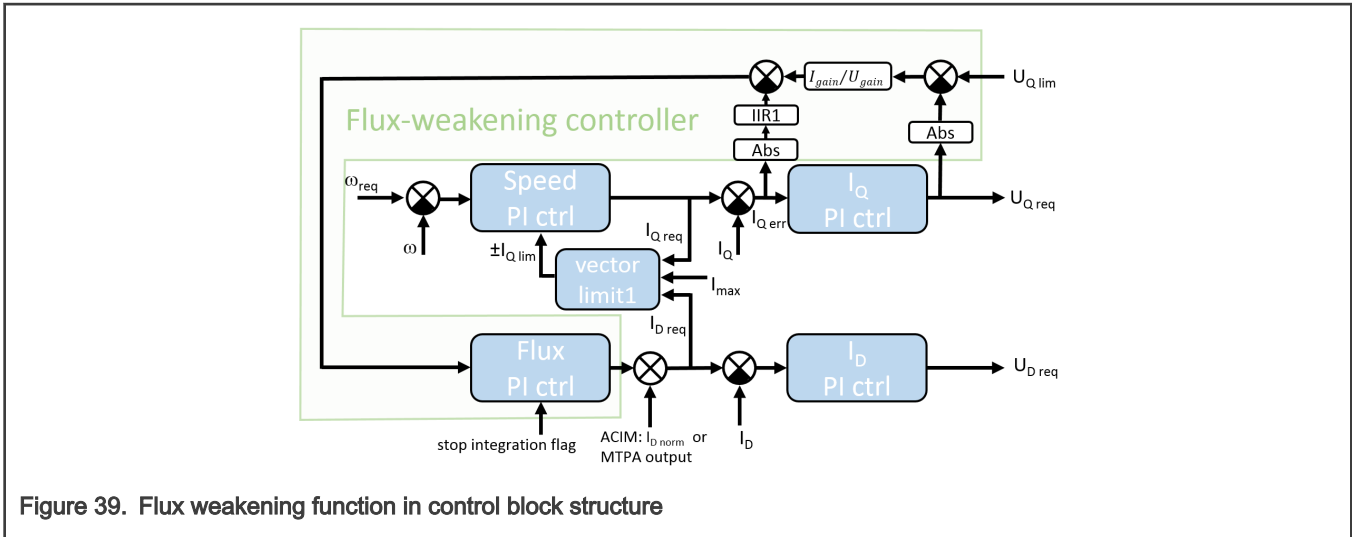 U_Q lim
I_gain/U_gain
IIR1
Flux-weakening controller
Abs
Abs
ω_req
Speed
PI ctrl
I_Q
PI ctrl
U_Q req
I_Q err
ω
±I_Q lim
I_Q req
I_Q
vector
limit1
I_max
I_D req
Flux
PI ctrl
I_D
PI ctrl
U_D req
stop integration flag
ACIM: I_D norm or
MTPA output
I_D
Figure 39. Flux weakening function in control block structure